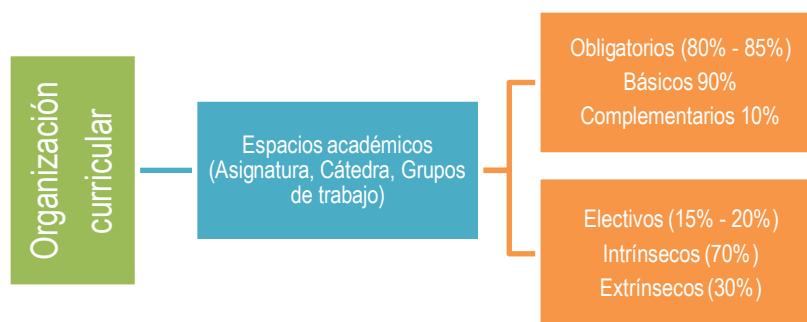 Organización
curricular
Espacios académicos
(Asignatura, Cátedra, Grupos
de trabajo)
Obligatorios (80% - 85%)
Básicos 90%
Complementarios 10%
Electivos (15% - 20%)
Intrínsecos (70%)
Extrínsecos (30%)